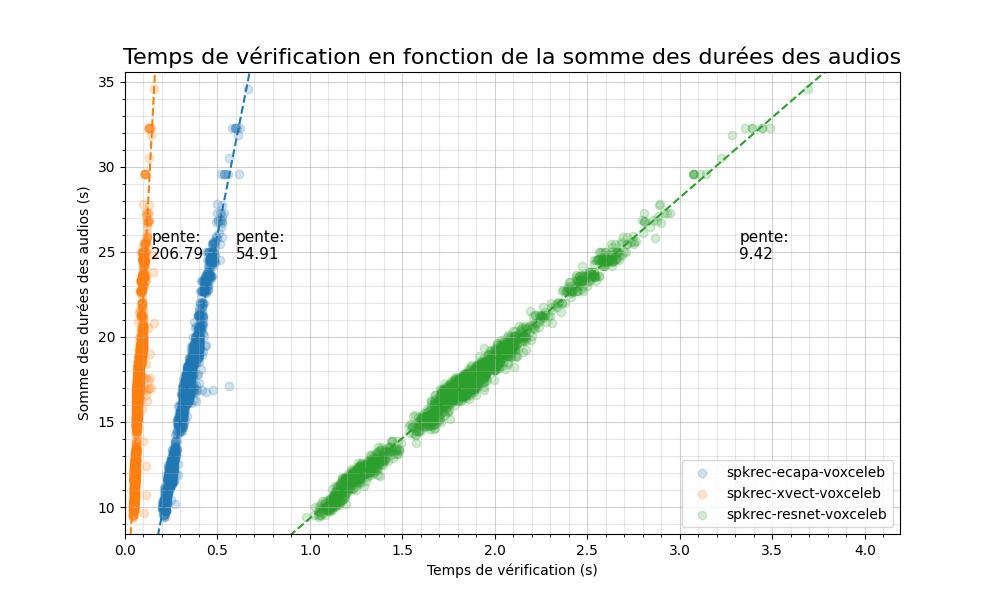 Temps de vérification en fonction de la somme des durées des audios
Somme des durées des audios (s)
35
30
25
20
15
10
pente:
206.79
pente:
54.91
pente:
9.42
spkrec-ecapa-voxceleb
spkrec-xvect-voxceleb
spkrec-resnet-voxceleb
0.0 0.5 1.0 1.5 2.0 2.5 3.0 3.5 4.0
Temps de vérification (s)